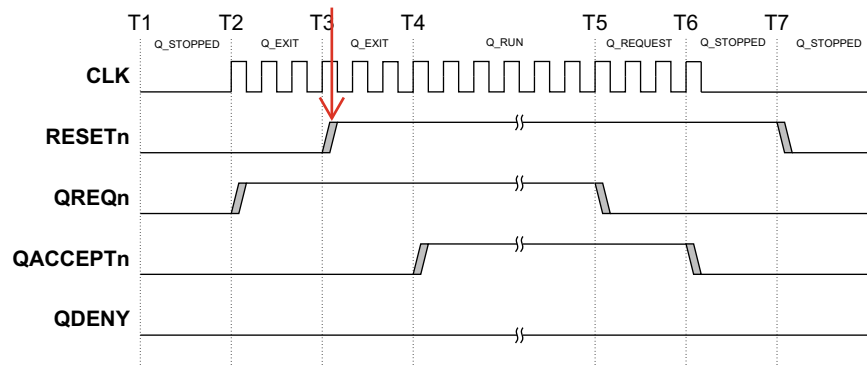 T1 T2 T3 T4 T5 T6 T7
Q_STOPPED Q_EXIT Q_EXIT Q_RUN Q_REQUEST Q_STOPPED Q_STOPPED
CLK
RESETn
QREQn
QACCEPTn
QDENY